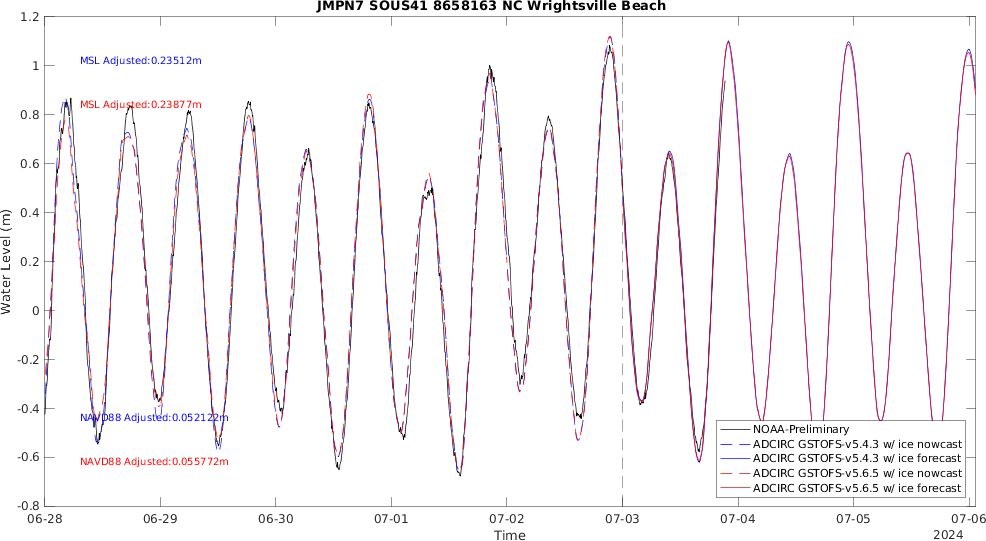 JMPN7 SOUS41 8658163 NC Wrightsville Beach
1.2
1
0.8
0.6
0.4
0.2
0
-0.2
-0.4
-0.6
-0.8
Water Level (m)
MSL Adjusted:0.23512m
MSL Adjusted:0.23877m
NAVD88 Adjusted:0.052122m
NAVD88 Adjusted:0.055772m
NOAA-Preliminary
ADCIRC GSTOFS-v5.4.3 w/ ice nowcast
ADCIRC GSTOFS-v5.4.3 w/ ice forecast
ADCIRC GSTOFS-v5.6.5 w/ ice nowcast
ADCIRC GSTOFS-v5.6.5 w/ ice forecast
06-28 06-29 06-30 07-01 07-02 07-03 07-04 07-05 07-06
Time
2024